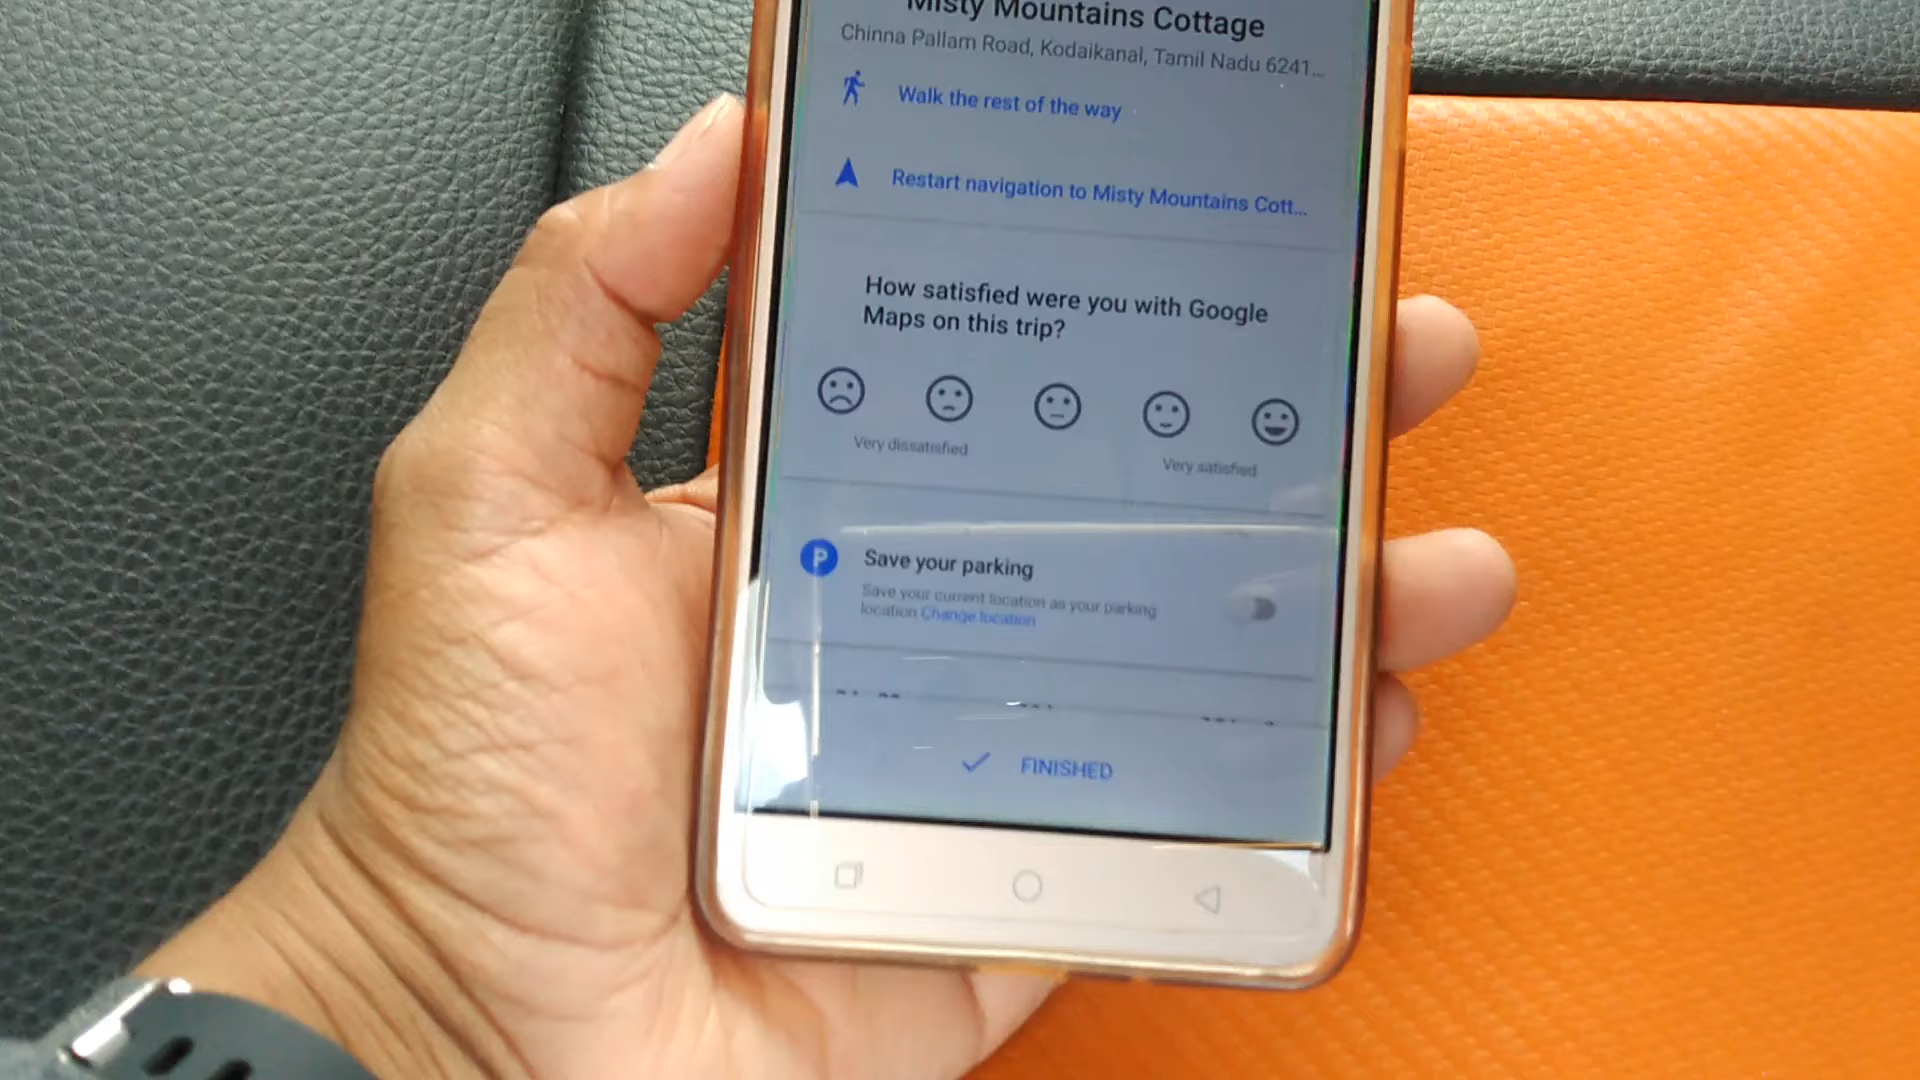 Misty Mountains Cottage
Chinna Pallam Road, Kodaikanal, Tamil Nadu 6241...
Walk the rest of the way
Restart navigation to Misty Mountains Cott...
How satisfied were you with Google
Maps on this trip?
Very dissatisfied
Very satisfied
P
Save your parking
Save your current location as your parking
location Change location
FINISHED